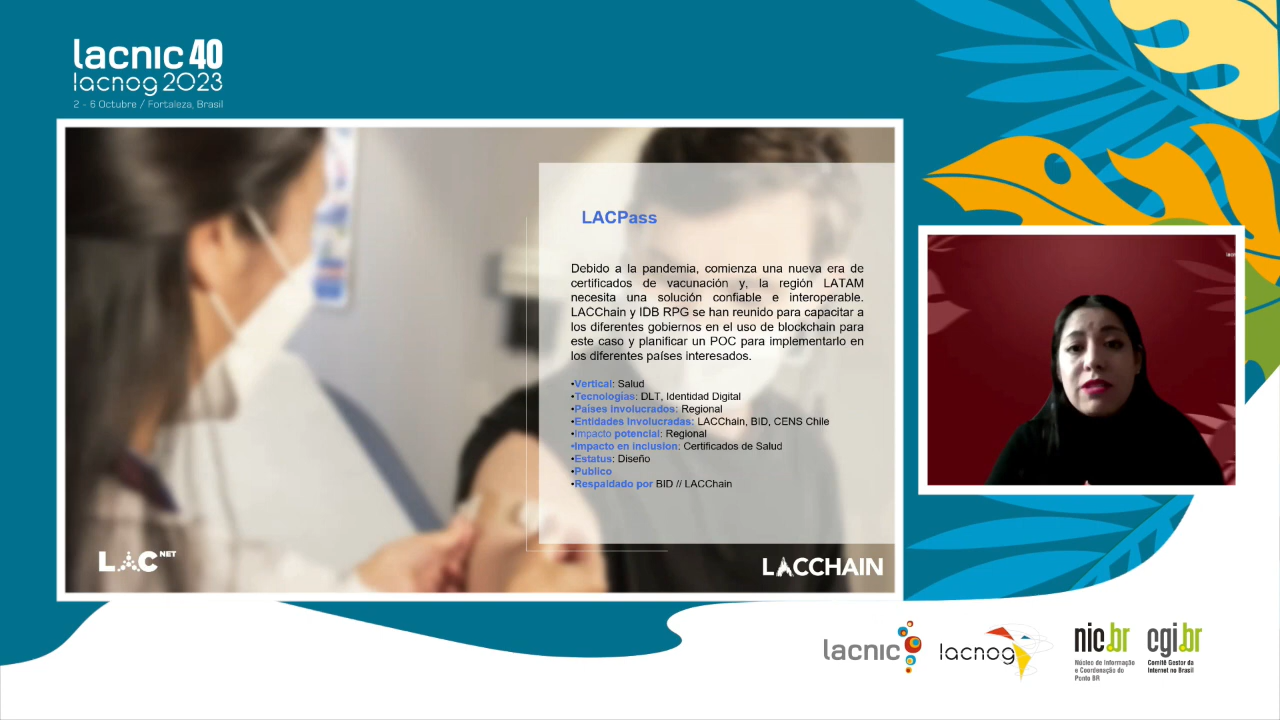 lacnic 40
lacnog 2023
2 - 6 Octubre / Fortaleza, Brasil
LACPass
Debido a la pandemia, comienza una nueva era de
certificados de vacunación y, la región LATAM
necesita una solución confiable e interoperable.
LACChain y IDB RPG se han reunido para capacitar a
los diferentes gobiernos en el uso de blockchain para
este caso y planificar un POC para implementarlo en
los diferentes países interesados.
•Vertical: Salud
•Tecnologias: DLT, Identidad Digital
•Países Involucrados: Regional
•Entidades Involucradas: LACChain, BID, CENS Chile
•Impacto potencial: Regional
•Impacto en inclusion: Certificados de Salud
•Estatus: Diseño
•Publico
•Respaldado por BID // LACChain
LAC NET
LACCHAIN
lacnic
lacnog
nic.br
Núcleo de Informação
e Coordenação do
Ponto BR
cgi.br
Comitê Gestor da
Internet no Brasil